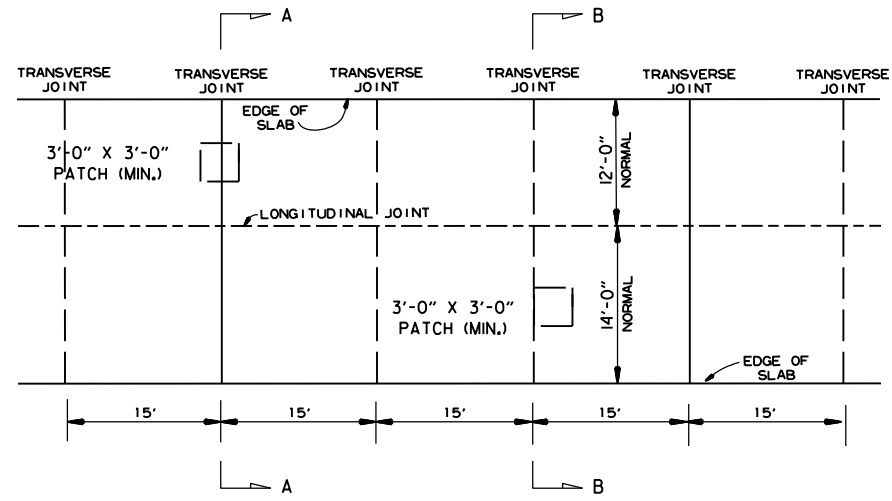 A
B
TRANSVERSE
JOINT
TRANSVERSE
JOINT
TRANSVERSE
JOINT
TRANSVERSE
JOINT
TRANSVERSE
JOINT
TRANSVERSE
JOINT
EDGE OF
SLAB
3'-0" X 3'-0"
PATCH (MIN.)
12'-0"
NORMAL
LONGITUDINAL JOINT
3'-0" X 3'-0"
PATCH (MIN.)
14'-0"
NORMAL
EDGE OF
SLAB
15'
15'
15'
15'
15'
A
B